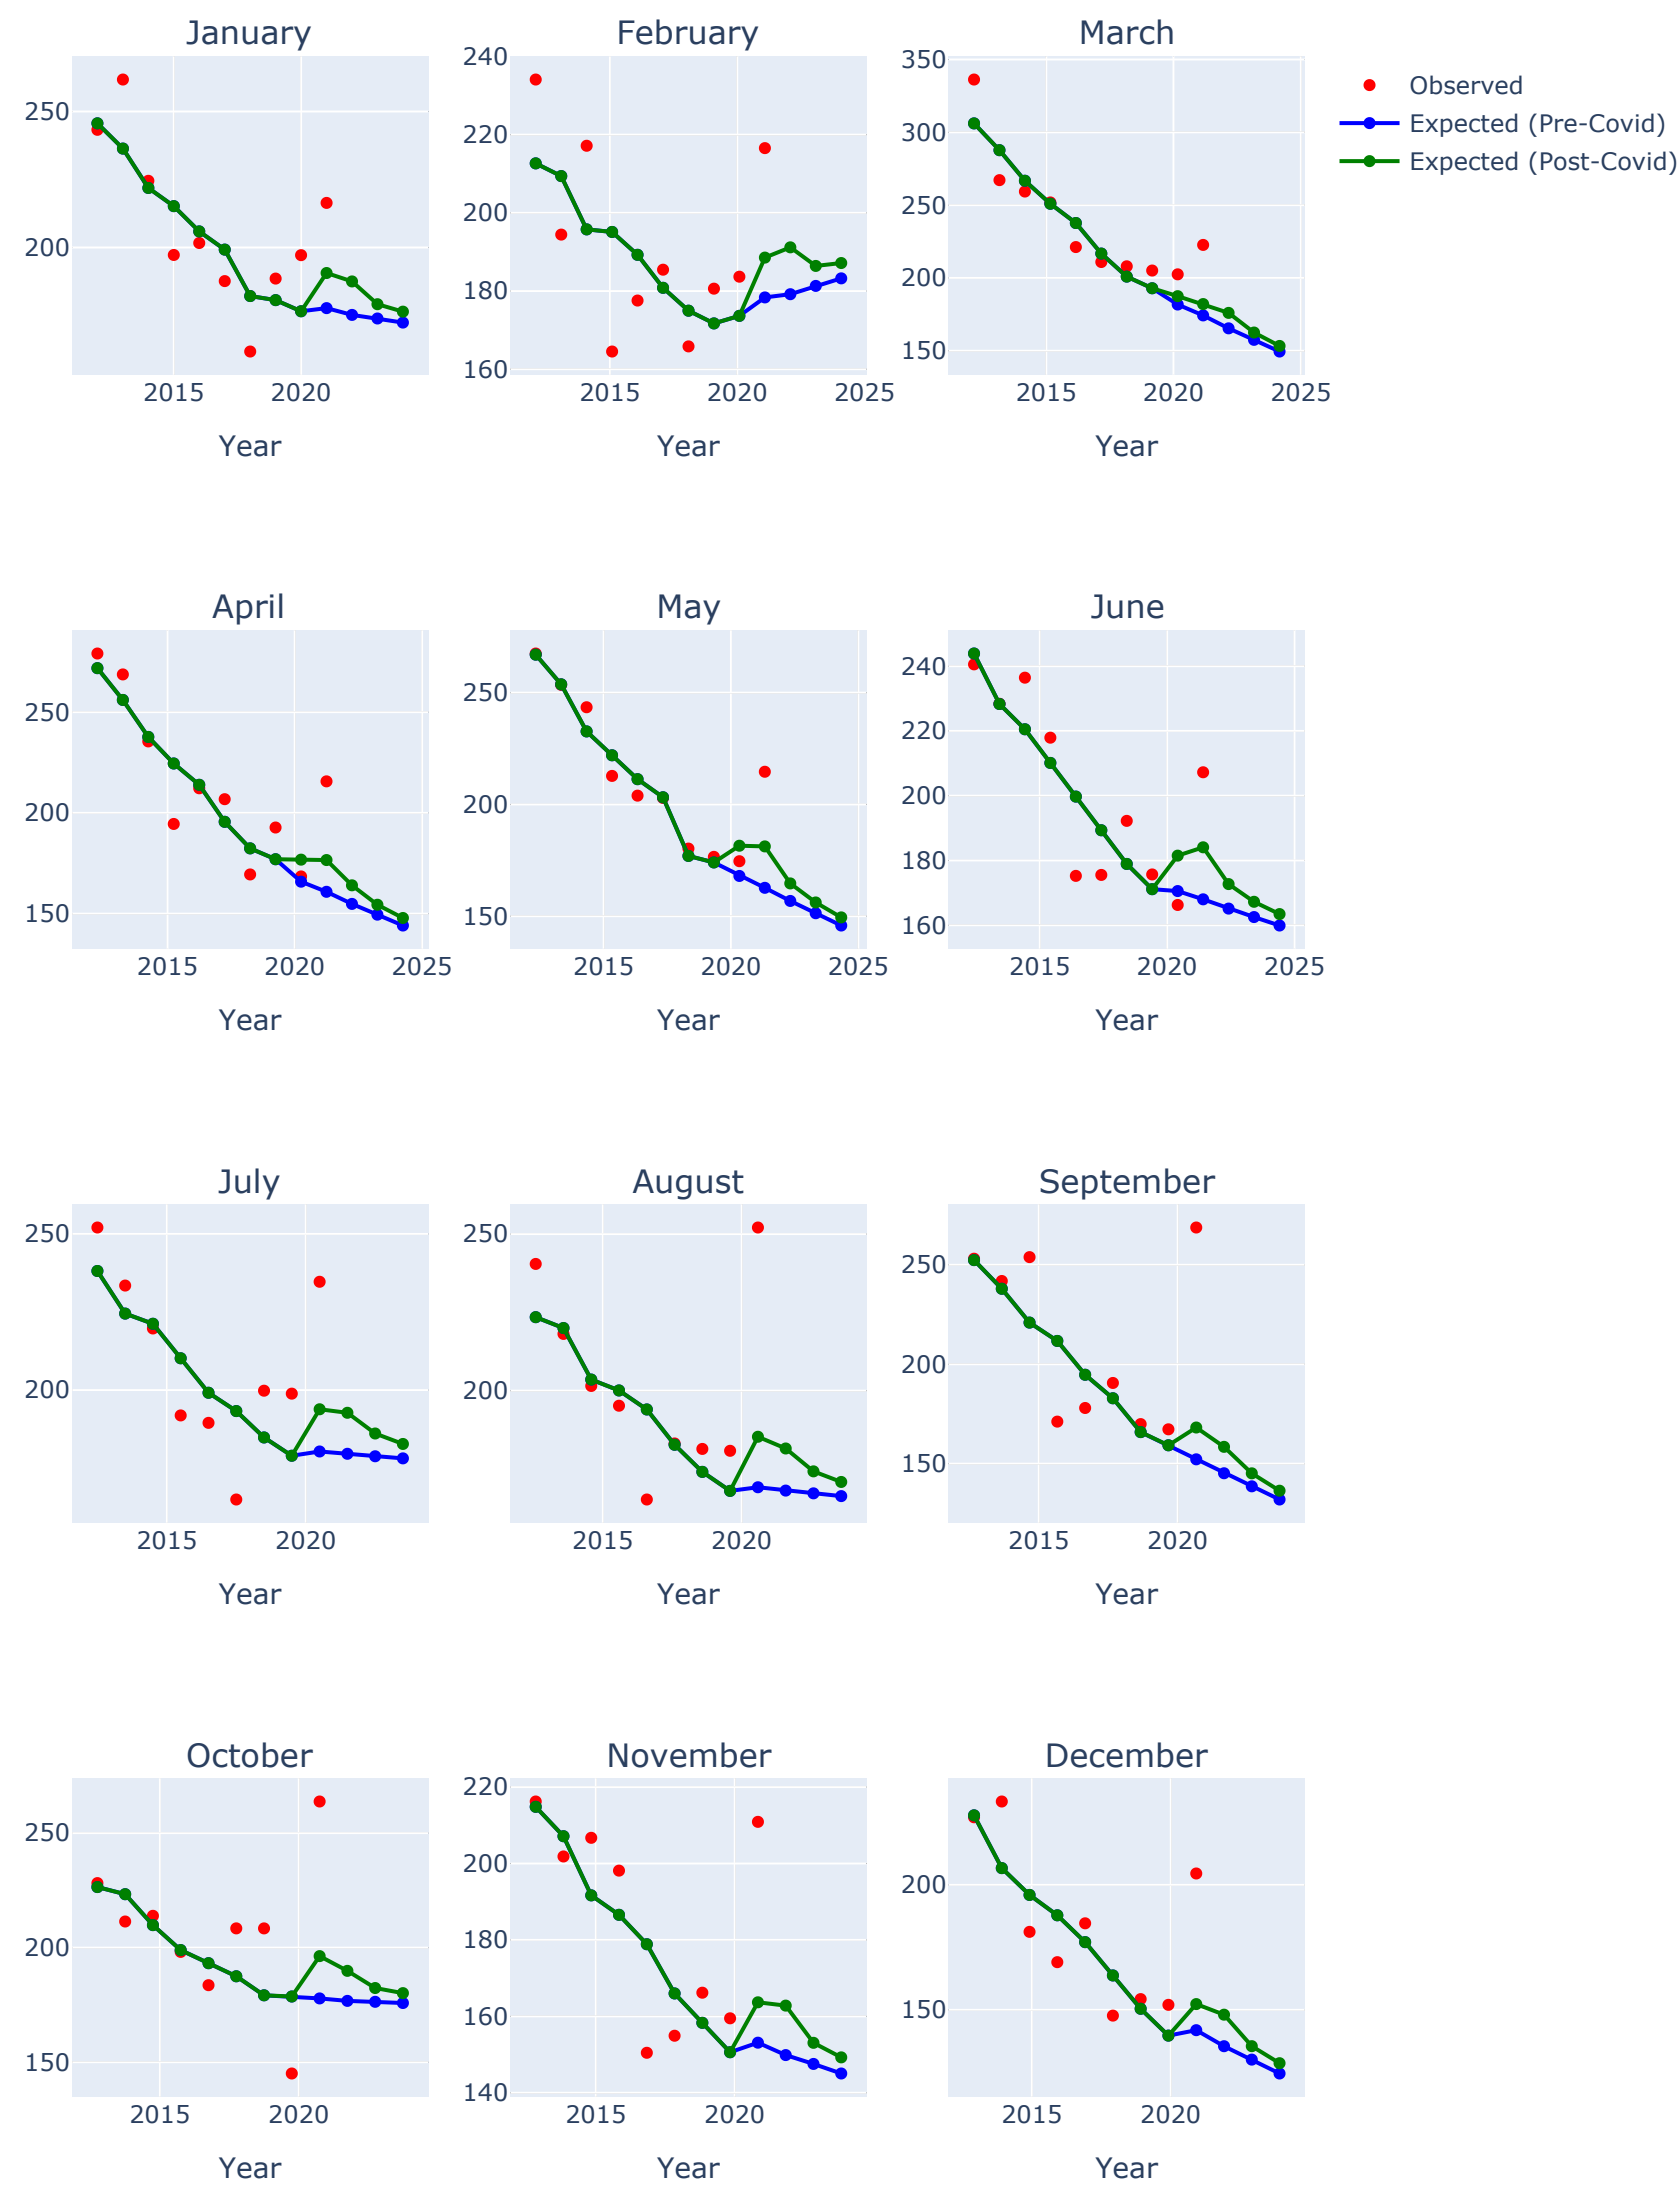 January
February
March
250
200
2015 2020
Year
240
220
200
180
160
2015 2020 2025
Year
350
300
250
200
150
2015 2020 2025
Year
Observed
Expected (Pre-Covid)
Expected (Post-Covid)
April
May
June
250
200
150
2015 2020 2025
Year
250
200
150
2015 2020 2025
Year
240
220
200
180
160
2015 2020 2025
Year
July
August
September
250
200
2015 2020
Year
250
200
2015 2020
Year
250
200
150
2015 2020
Year
October
November
December
250
200
150
2015 2020
Year
220
200
180
160
140
2015 2020
Year
200
150
2015 2020
Year